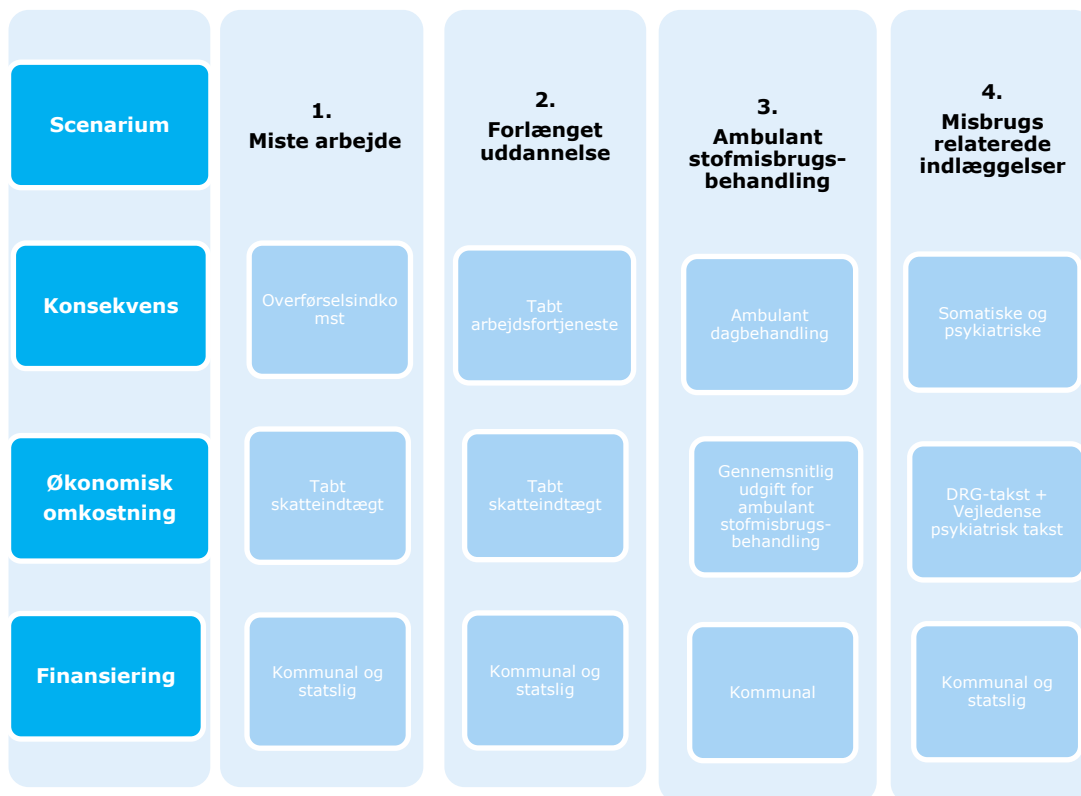 Scenarium
1.
Miste arbejde
2.
Forlænget
uddannelse
3.
Ambulant
stofmisbrugs-
behandling
4.
Misbrugs
relaterede
indlæggelser
Konsekvens
Overførselsindko
mst
Tabt
arbejdsfortjeneste
Ambulant
dagbehandling
Somatiske og
psykiatriske
Økonomisk
omkostning
Tabt
skatteindtægt
Tabt
skatteindtægt
Gennemsnitlig
udgift for
ambulant
stofmisbrugs-
behandling
DRG-takst +
Vejledense
psykiatrisk takst
Finansiering
Kommunal og
statslig
Kommunal og
statslig
Kommunal
Kommunal og
statslig